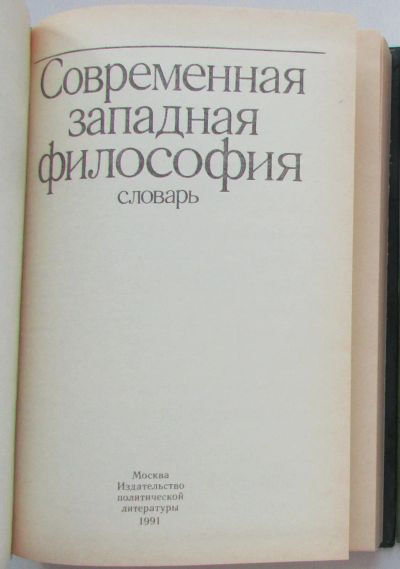 Современная
западная
философия
словарь
Москва
Издательство
политической
литературы
1991